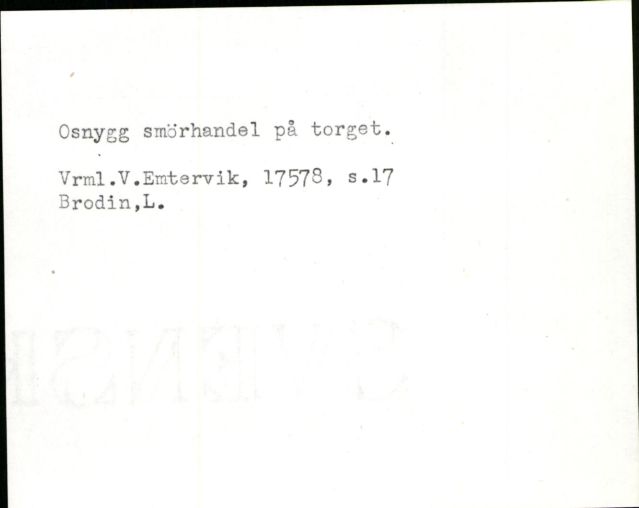 Osnygg smörhandel på torget.
Vrml.V.Emtervik, 17578, s.17
Brodin,L.